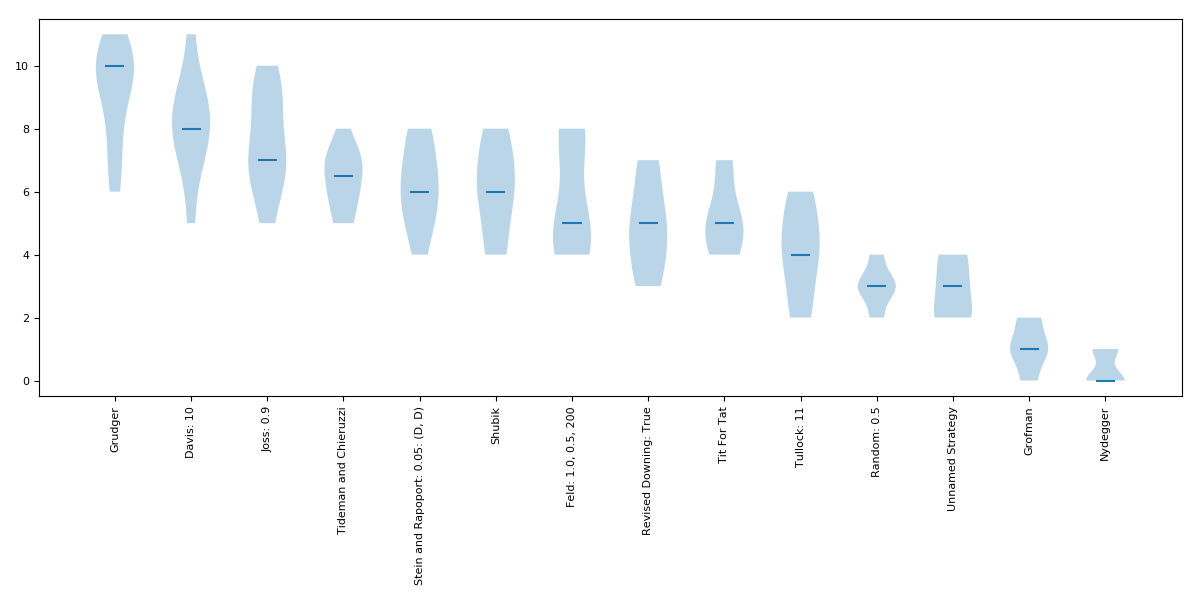 10
8
6
4
2
0
Grudger
Davis: 10
Joss: 0.9
Tideman and Chieruzzi
Stein and Rapoport: 0.05: (D, D)
Shubik
Feld: 1.0, 0.5, 200
Revised Downing: True
Tit For Tat
Tullock: 11
Random: 0.5
Unnamed Strategy
Grofman
Nydegger